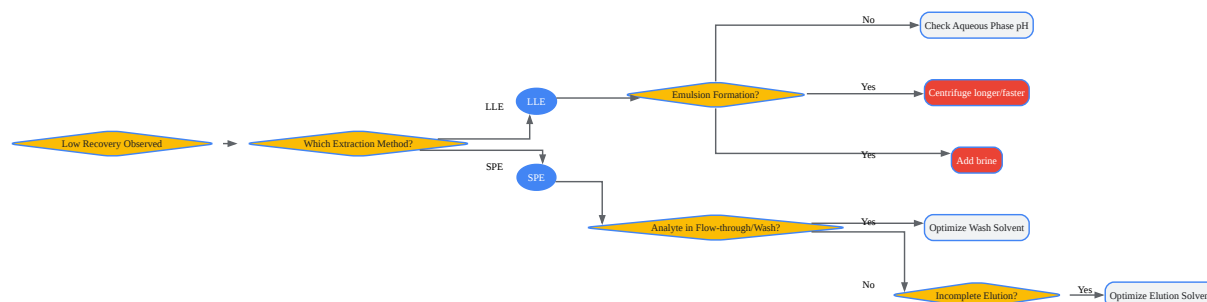 No
Check Aqueous Phase pH
Emulsion Formation?
Yes
Centrifuge longer/faster
LLE
LLE
Low Recovery Observed
Which Extraction Method?
Yes
Add brine
SPE
SPE
Analyte in Flow-through/Wash?
Yes
Optimize Wash Solvent
No
Incomplete Elution?
Yes
Optimize Elution Solvent